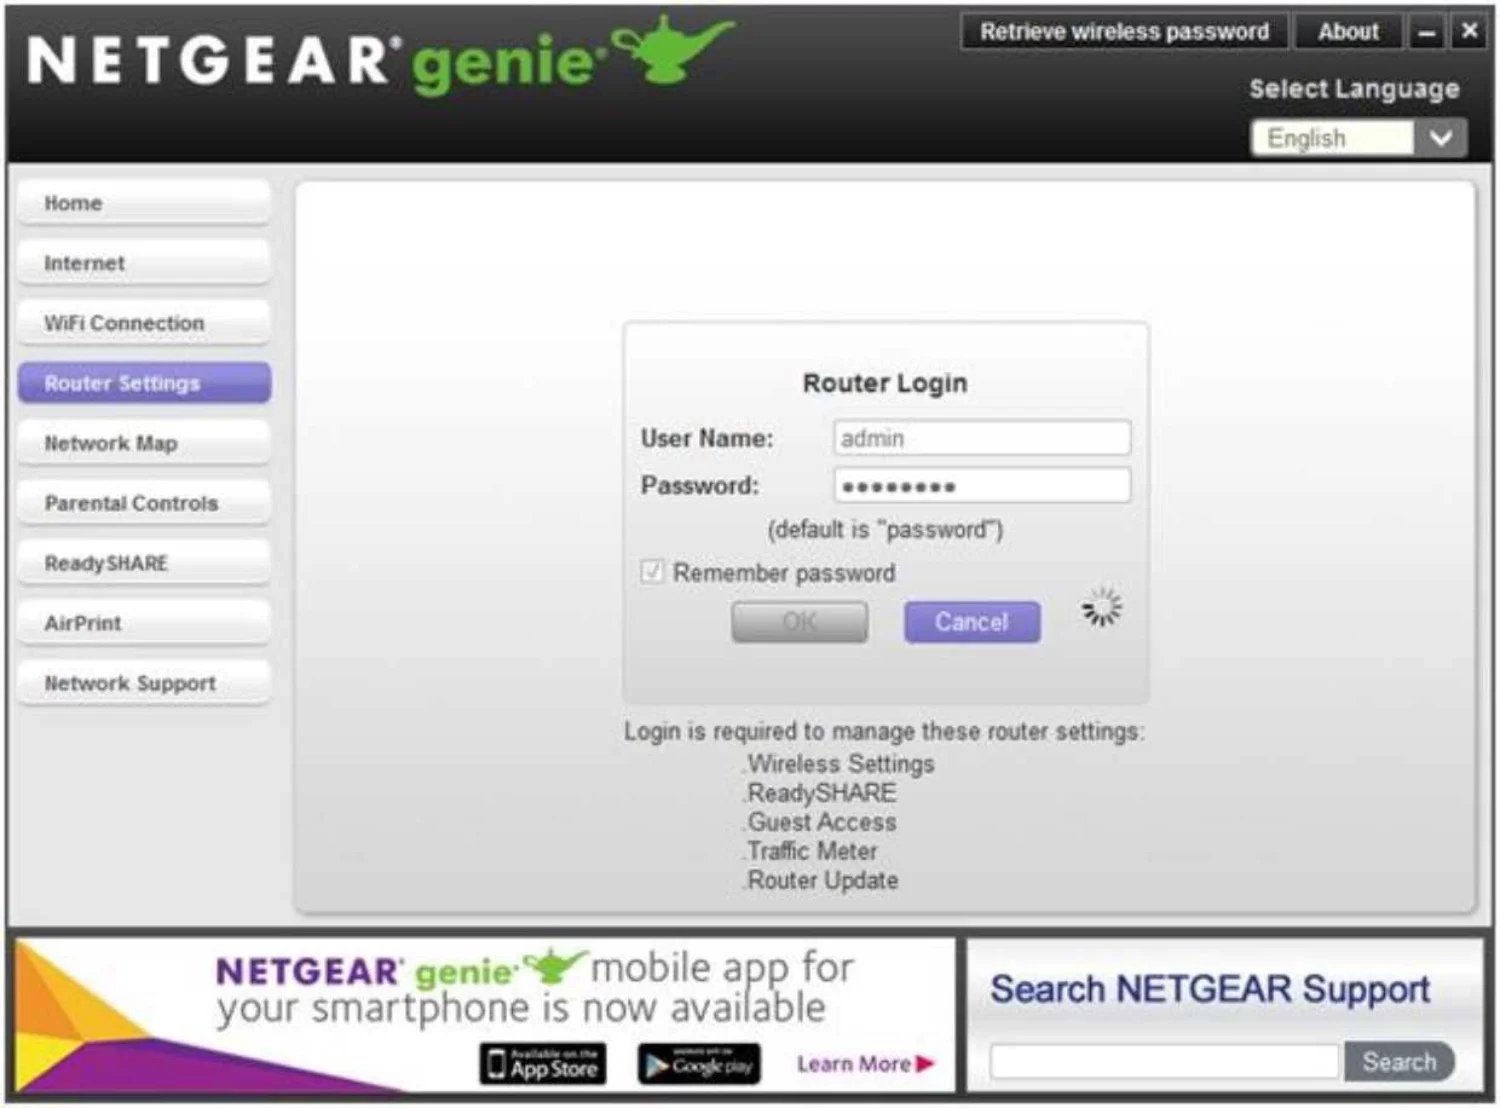 NETGEAR® genie®
Retrieve wireless password
About
Select Language
English
Home
Internet
WiFi Connection
Router Settings
Network Map
Parental Controls
ReadySHARE
AirPrint
Network Support
Router Login
User Name:
admin
Password:
••••••••
(default is "password")
Remember password
OK
Cancel
Login is required to manage these router settings:
.Wireless Settings
.ReadySHARE
.Guest Access
.Traffic Meter
.Router Update
NETGEAR® genie® mobile app for
your smartphone is now available
Available on the
App Store
Google play
Learn More
Search NETGEAR Support
Search